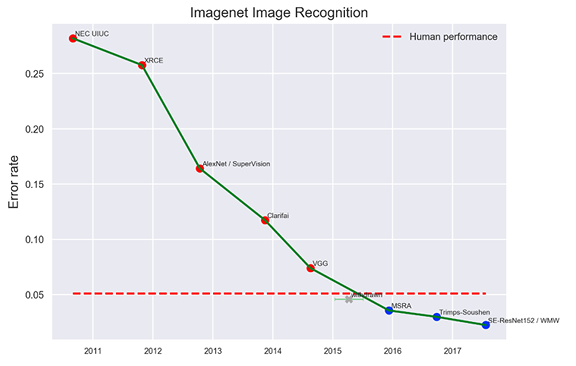 Imagenet Image Recognition
NEC UIUC
Human performance
XRCE
0.25
0.20
AlexNet / SuperVision
0.15
Error rate
Clarifai
0.10
VGG
0.05
withdrawn
MSRA
Trimps-Soushen
SE-ResNet152 / WMW
2011 2012 2013 2014 2015 2016 2017